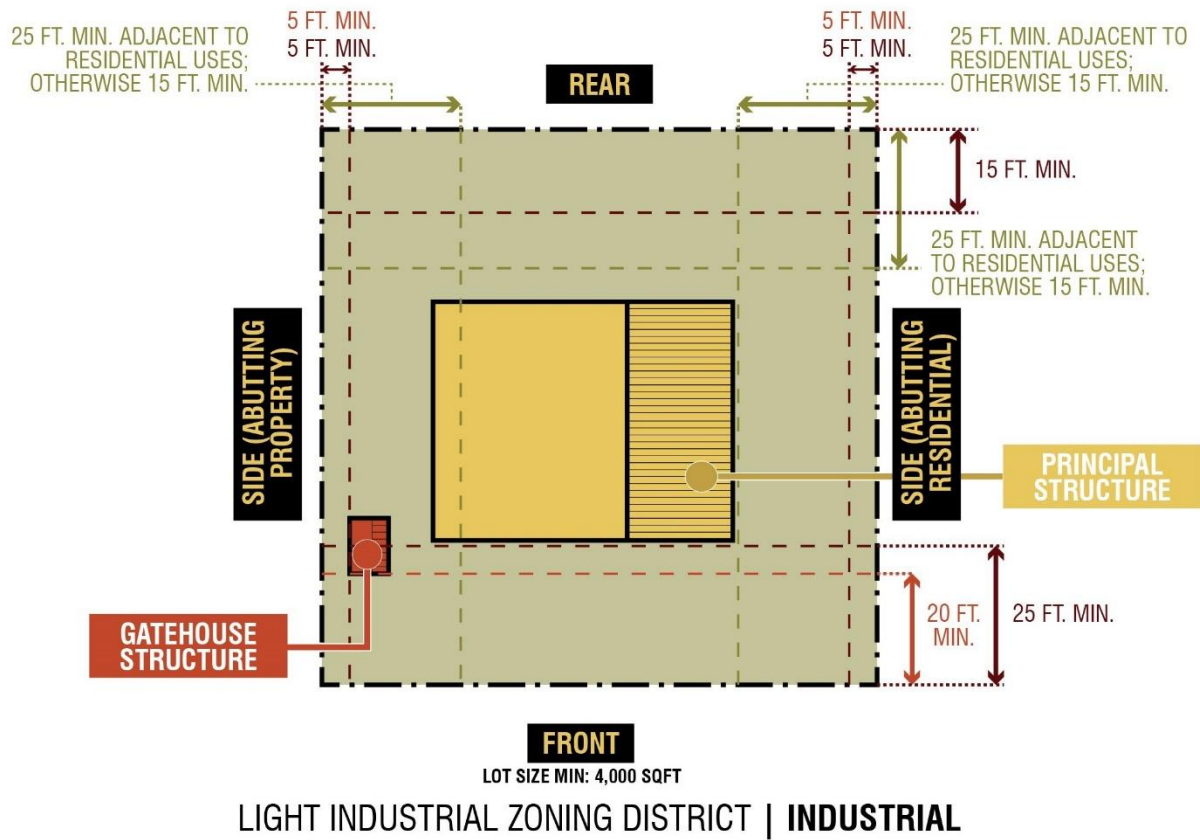 5 FT. MIN.
5 FT. MIN.
5 FT. MIN.
5 FT. MIN.
25 FT. MIN. ADJACENT TO
RESIDENTIAL USES;
OTHERWISE 15 FT. MIN.
25 FT. MIN. ADJACENT TO
RESIDENTIAL USES;
OTHERWISE 15 FT. MIN.
REAR
15 FT. MIN.
25 FT. MIN. ADJACENT
TO RESIDENTIAL USES;
OTHERWISE 15 FT. MIN.
SIDE (ABUTTING
PROPERTY)
SIDE (ABUTTING
RESIDENTIAL)
PRINCIPAL
STRUCTURE
GATEHOUSE
STRUCTURE
20 FT.
MIN.
25 FT. MIN.
FRONT
LOT SIZE MIN: 4,000 SQFT
LIGHT INDUSTRIAL ZONING DISTRICT | INDUSTRIAL